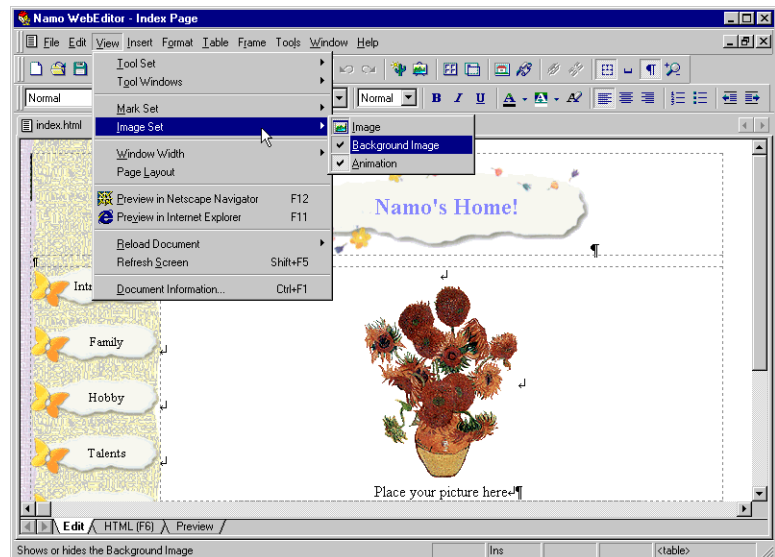 Namo WebEditor - Index Page
File Edit View Insert Format Table Frame Tools Window Help
Normal
Normal B I U A A A
index.html
Tool Set
Tool Windows
Mark Set
Image Set
Window Width
Page Layout
Preview in Netscape Navigator F12
Preview in Internet Explorer F11
Reload Document
Refresh Screen Shift+F5
Document Information... Ctrl+F1
Image
Background Image
Animation
Namo's Home!
Family
Hobby
Talents
Place your picture here
Edit HTML (F6) Preview
Shows or hides the Background Image Ins <table>